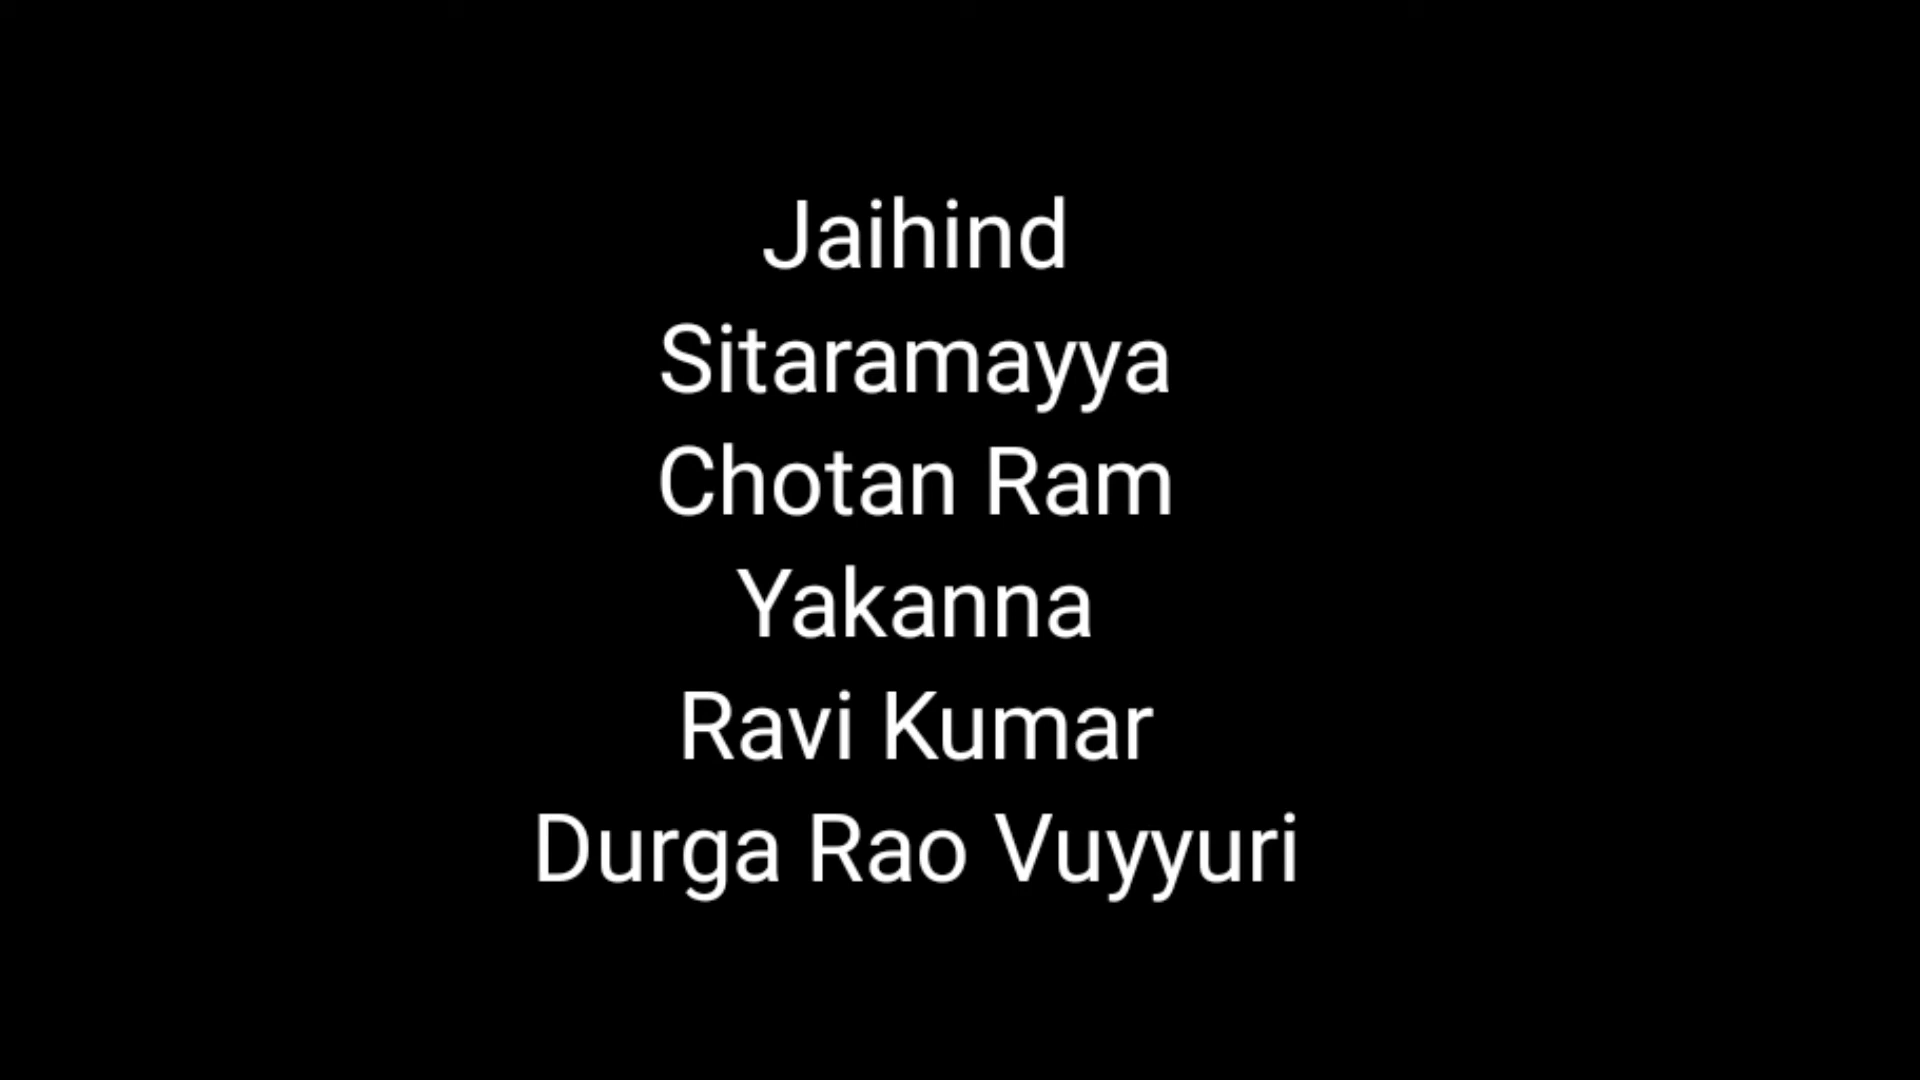 Jaihind
Sitaramayya
Chotan Ram
Yakanna
Ravi Kumar
Durga Rao Vuyyuri